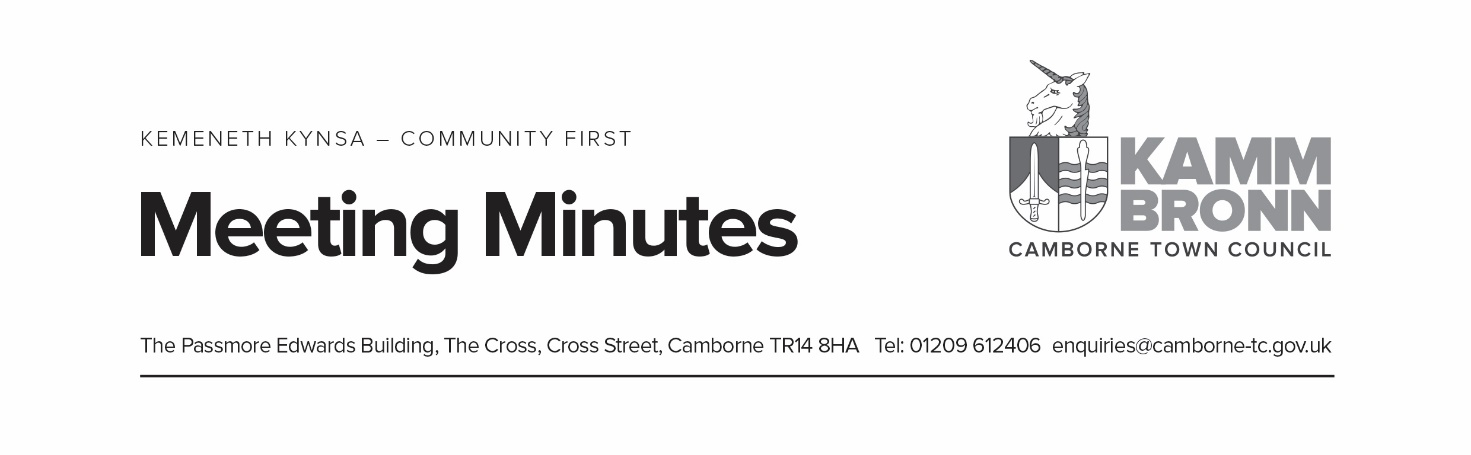 KEMENETH KYNSA – COMMUNITY FIRST
Meeting Minutes
KAMM
BRONN
CAMBORNE TOWN COUNCIL
The Passmore Edwards Building, The Cross, Cross Street, Camborne TR14 8HA Tel: 01209 612406 enquiries@camborne-tc.gov.uk